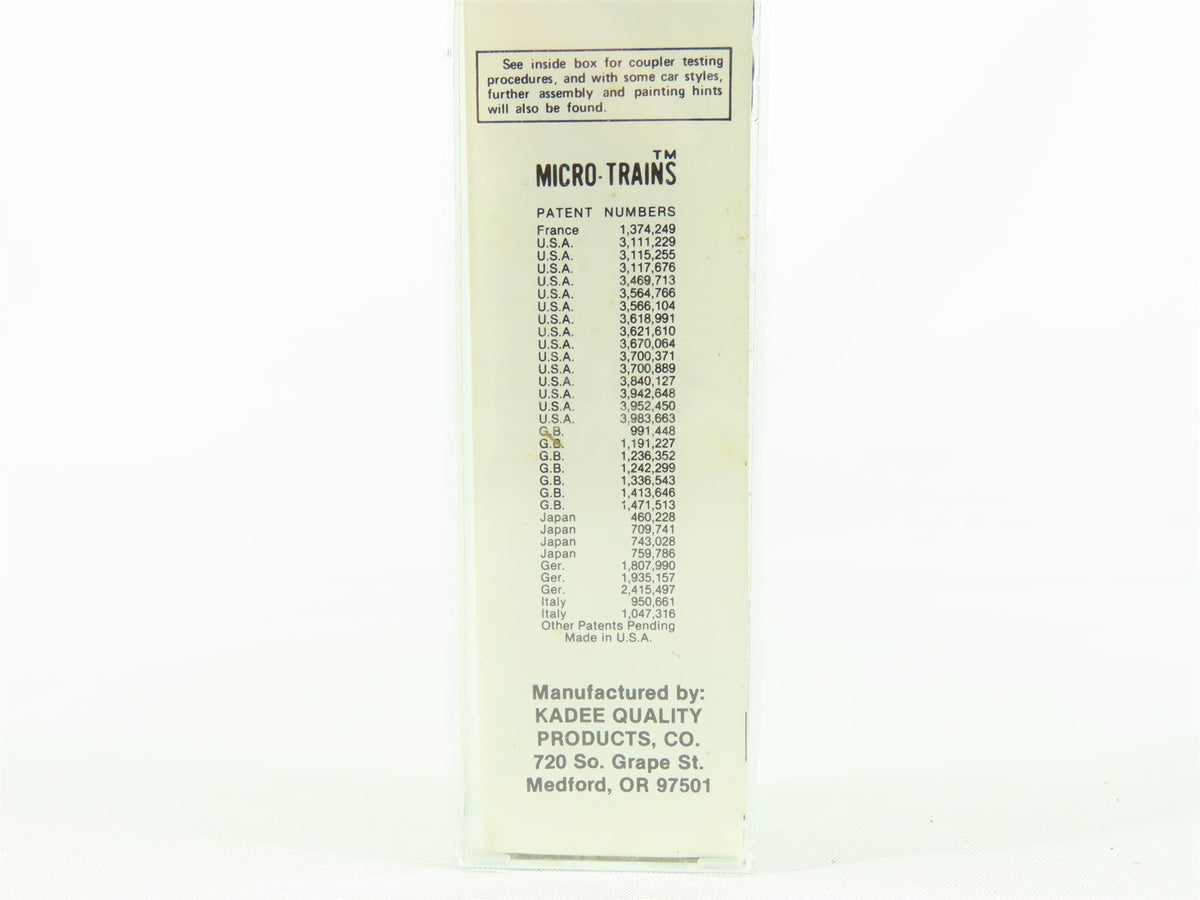 See inside box for coupler testing
procedures, and with some car styles,
further assembly and painting hints
will also be found.
MICRO-TRAINS™
PATENT NUMBERS
France 1,374,249
U.S.A. 3,111,229
U.S.A. 3,115,255
U.S.A. 3,117,676
U.S.A. 3,469,713
U.S.A. 3,564,766
U.S.A. 3,566,104
U.S.A. 3,618,991
U.S.A. 3,621,610
U.S.A. 3,670,064
U.S.A. 3,700,371
U.S.A. 3,700,889
U.S.A. 3,840,127
U.S.A. 3,942,648
U.S.A. 3,952,450
U.S.A. 3,983,663
G.B. 991,448
G.B. 1,191,227
G.B. 1,236,352
G.B. 1,242,299
G.B. 1,336,543
G.B. 1,413,646
G.B. 1,471,513
Japan 460,228
Japan 709,741
Japan 743,028
Japan 759,786
Ger. 1,807,990
Ger. 1,935,157
Ger. 2,415,497
Italy 950,661
Italy 1,047,316
Other Patents Pending
Made in U.S.A.
Manufactured by:
KADEE QUALITY
PRODUCTS, CO.
720 So. Grape St.
Medford, OR 97501